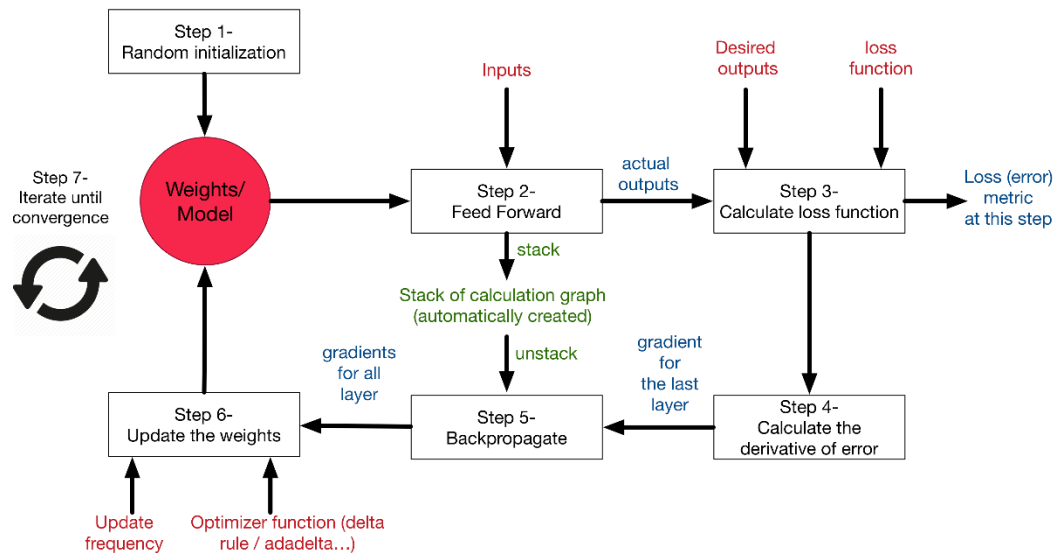 Step 1-
Random initialization
Inputs
Desired
outputs
loss
function
Step 7-
Iterate until
convergence
Weights/
Model
Step 2-
Feed Forward
actual
outputs
Step 3-
Calculate loss function
Loss (error)
metric
at this step
stack
Stack of calculation graph
(automatically created)
unstack
gradients
for all
layer
gradient
for
the last
layer
Step 6-
Update the weights
Step 5-
Backpropagate
Step 4-
Calculate the
derivative of error
Update
frequency
Optimizer function (delta
rule / adadelta...)